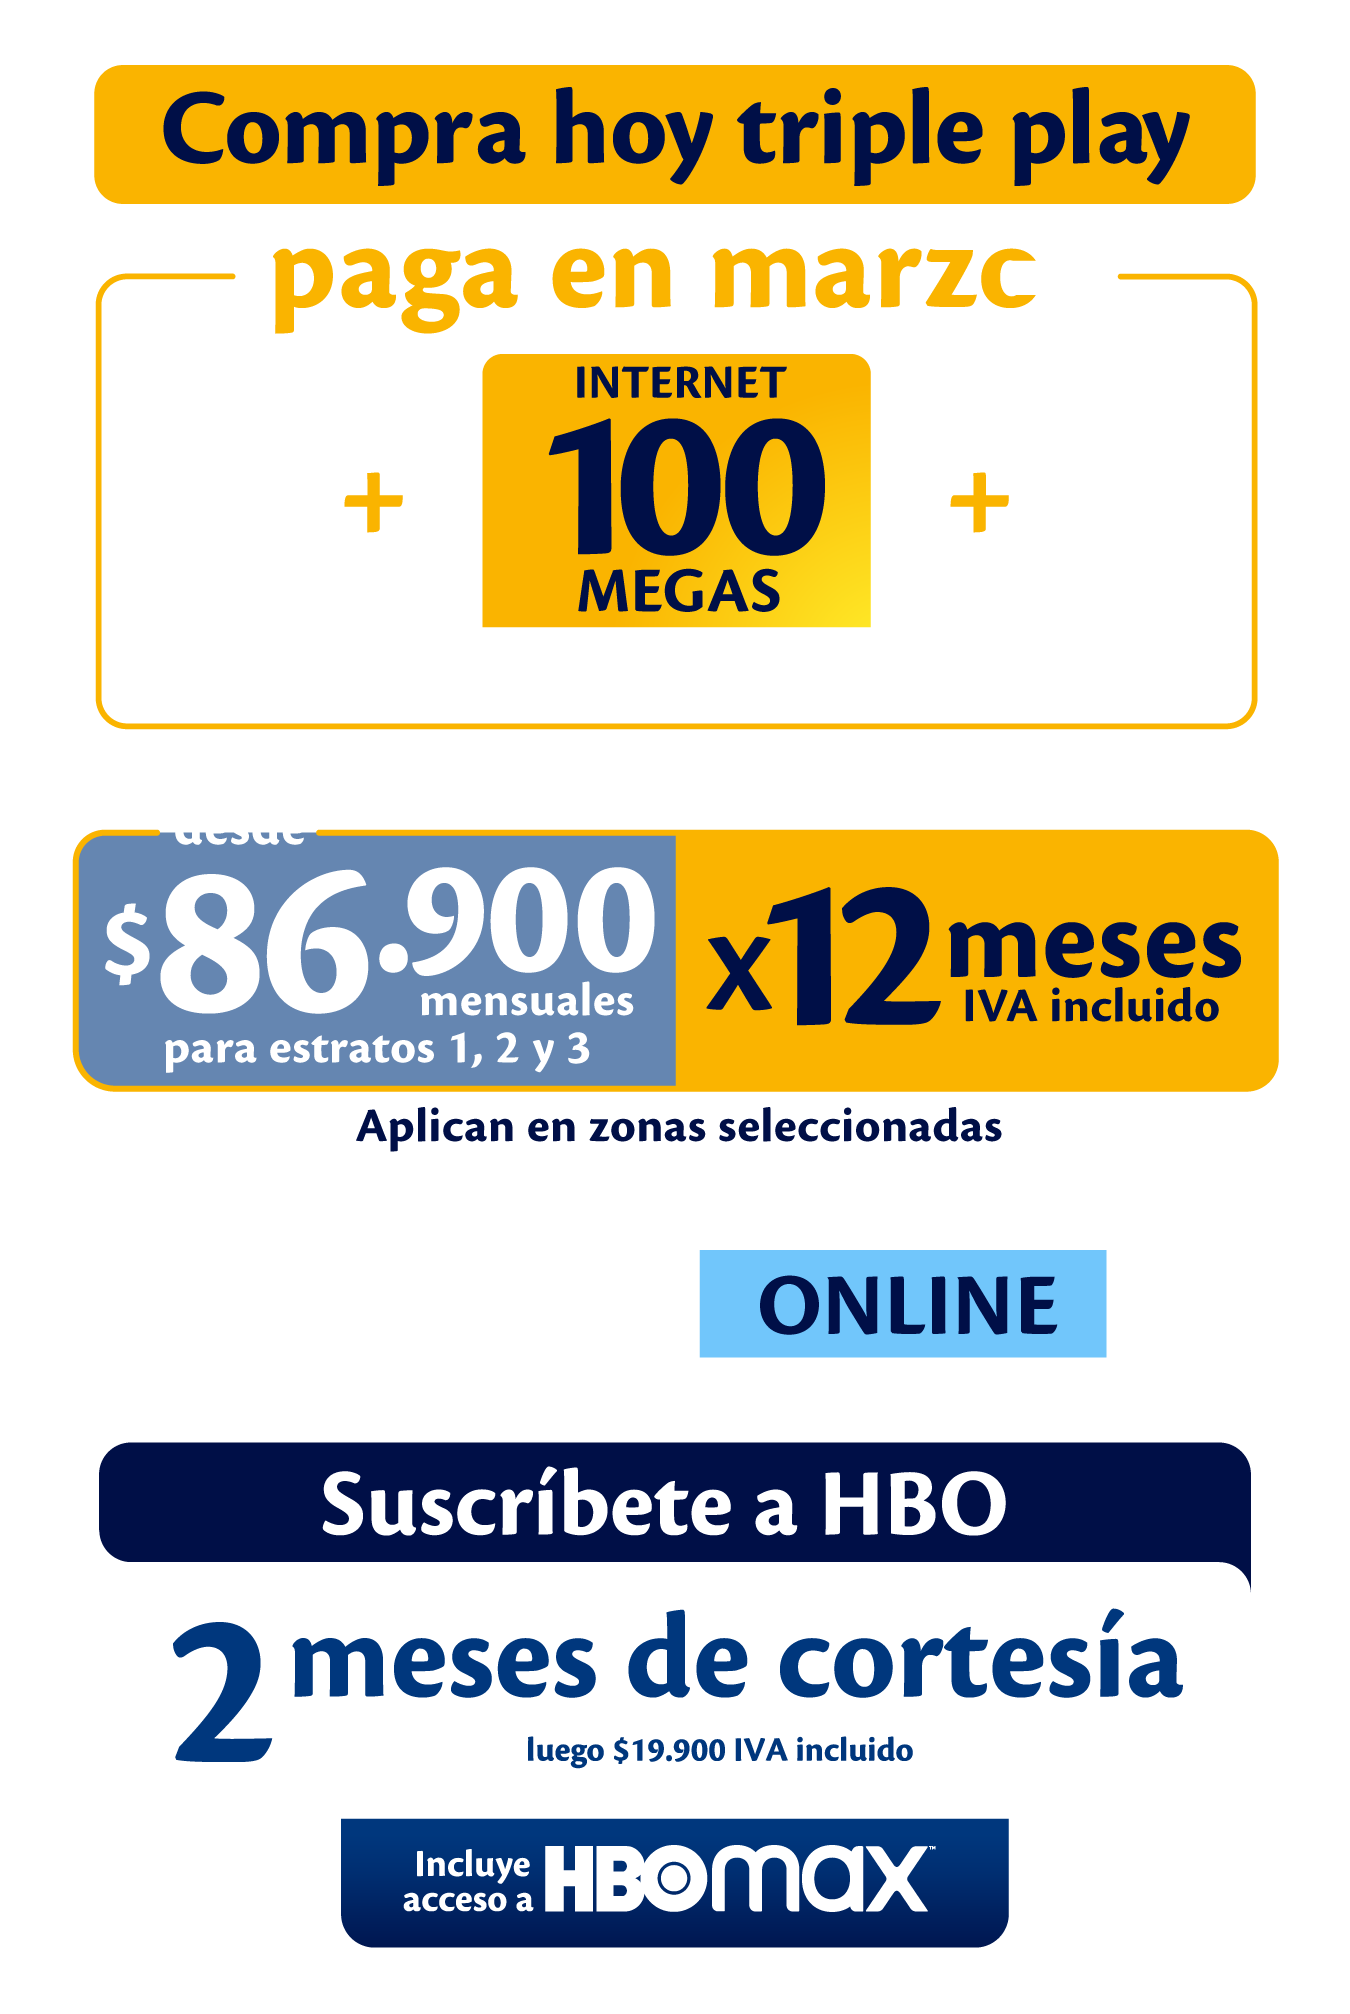 Compra hoy triple play
paga en marzc
INTERNET
+ 100 +
MEGAS
desde
$86.900
mensuales
para estratos 1, 2 y 3
x12 meses
IVA incluido
Aplican en zonas seleccionadas
ONLINE
Suscríbete a HBO
2 meses de cortesía
luego $19.900 IVA incluido
Incluye
acceso a
HBOmax™